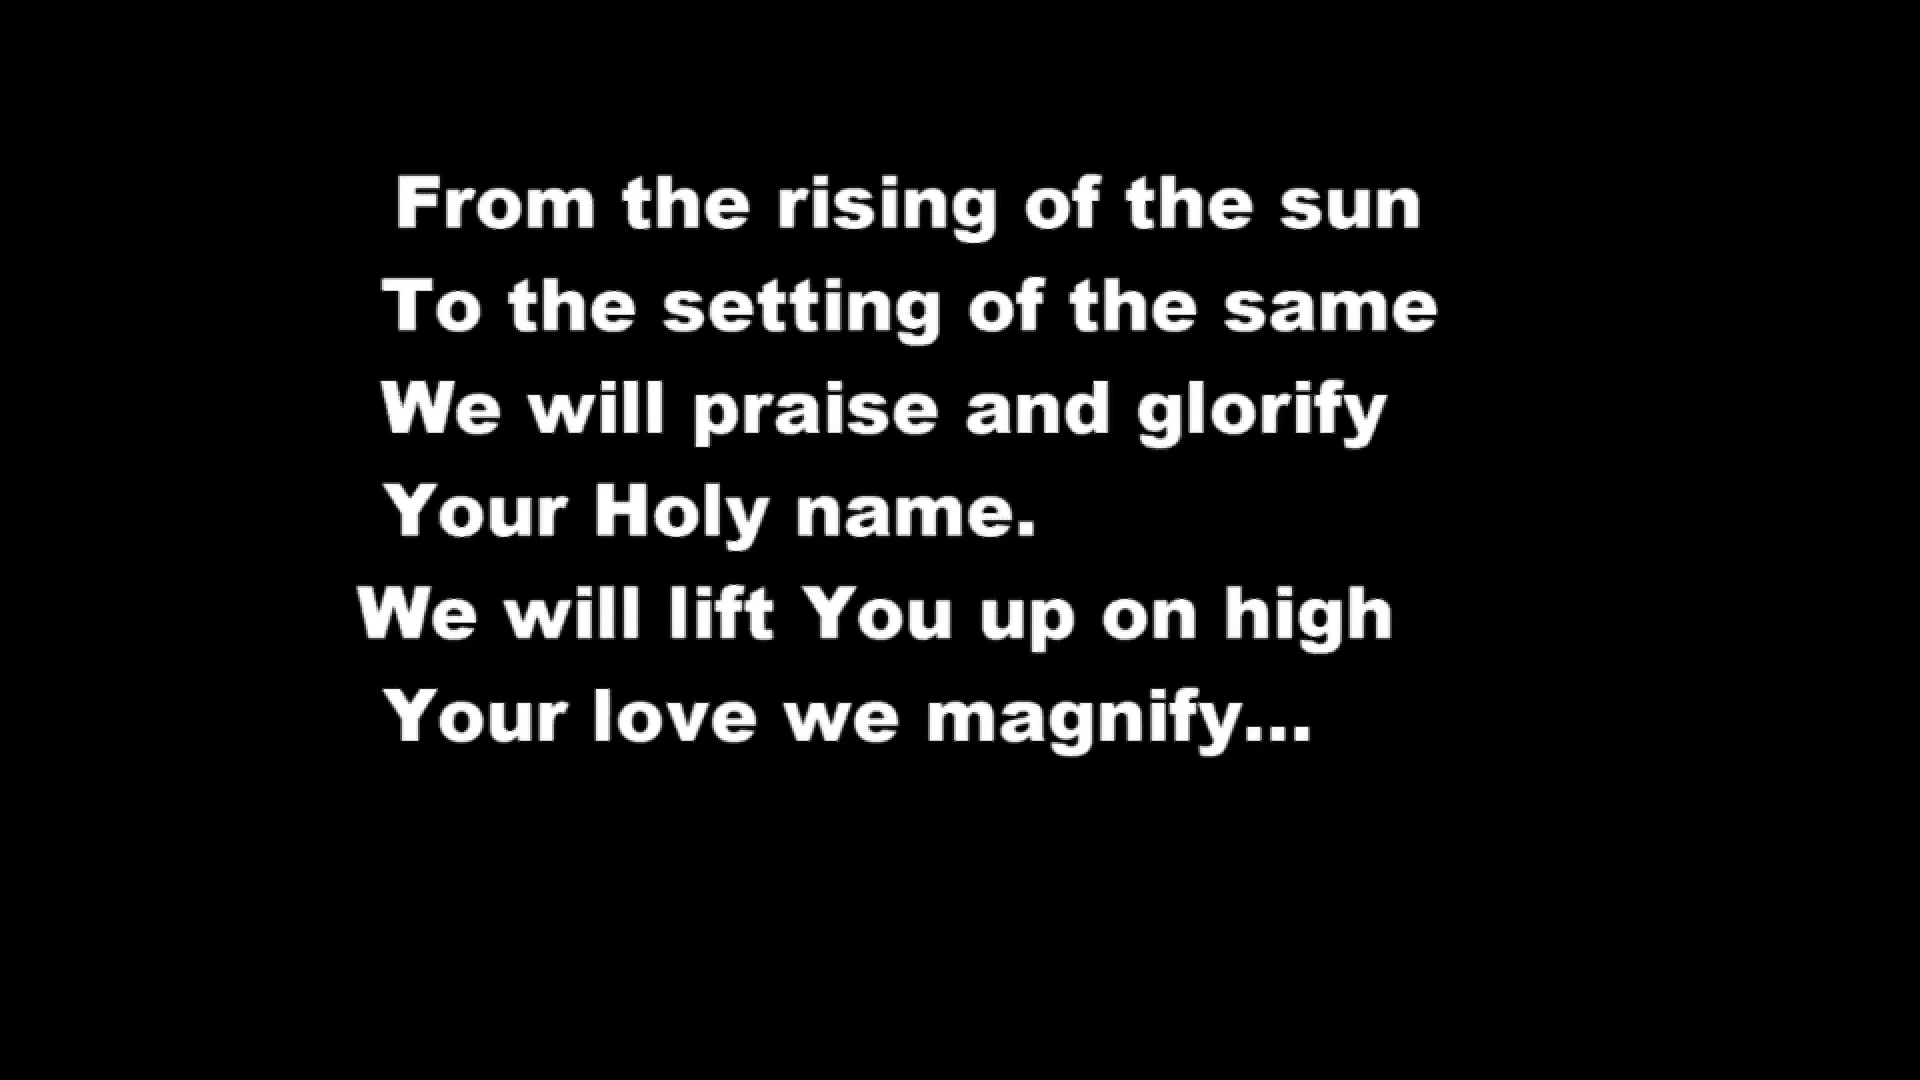 From the rising of the sun
To the setting of the same
We will praise and glorify
Your Holy name.
We will lift You up on high
Your love we magnify...